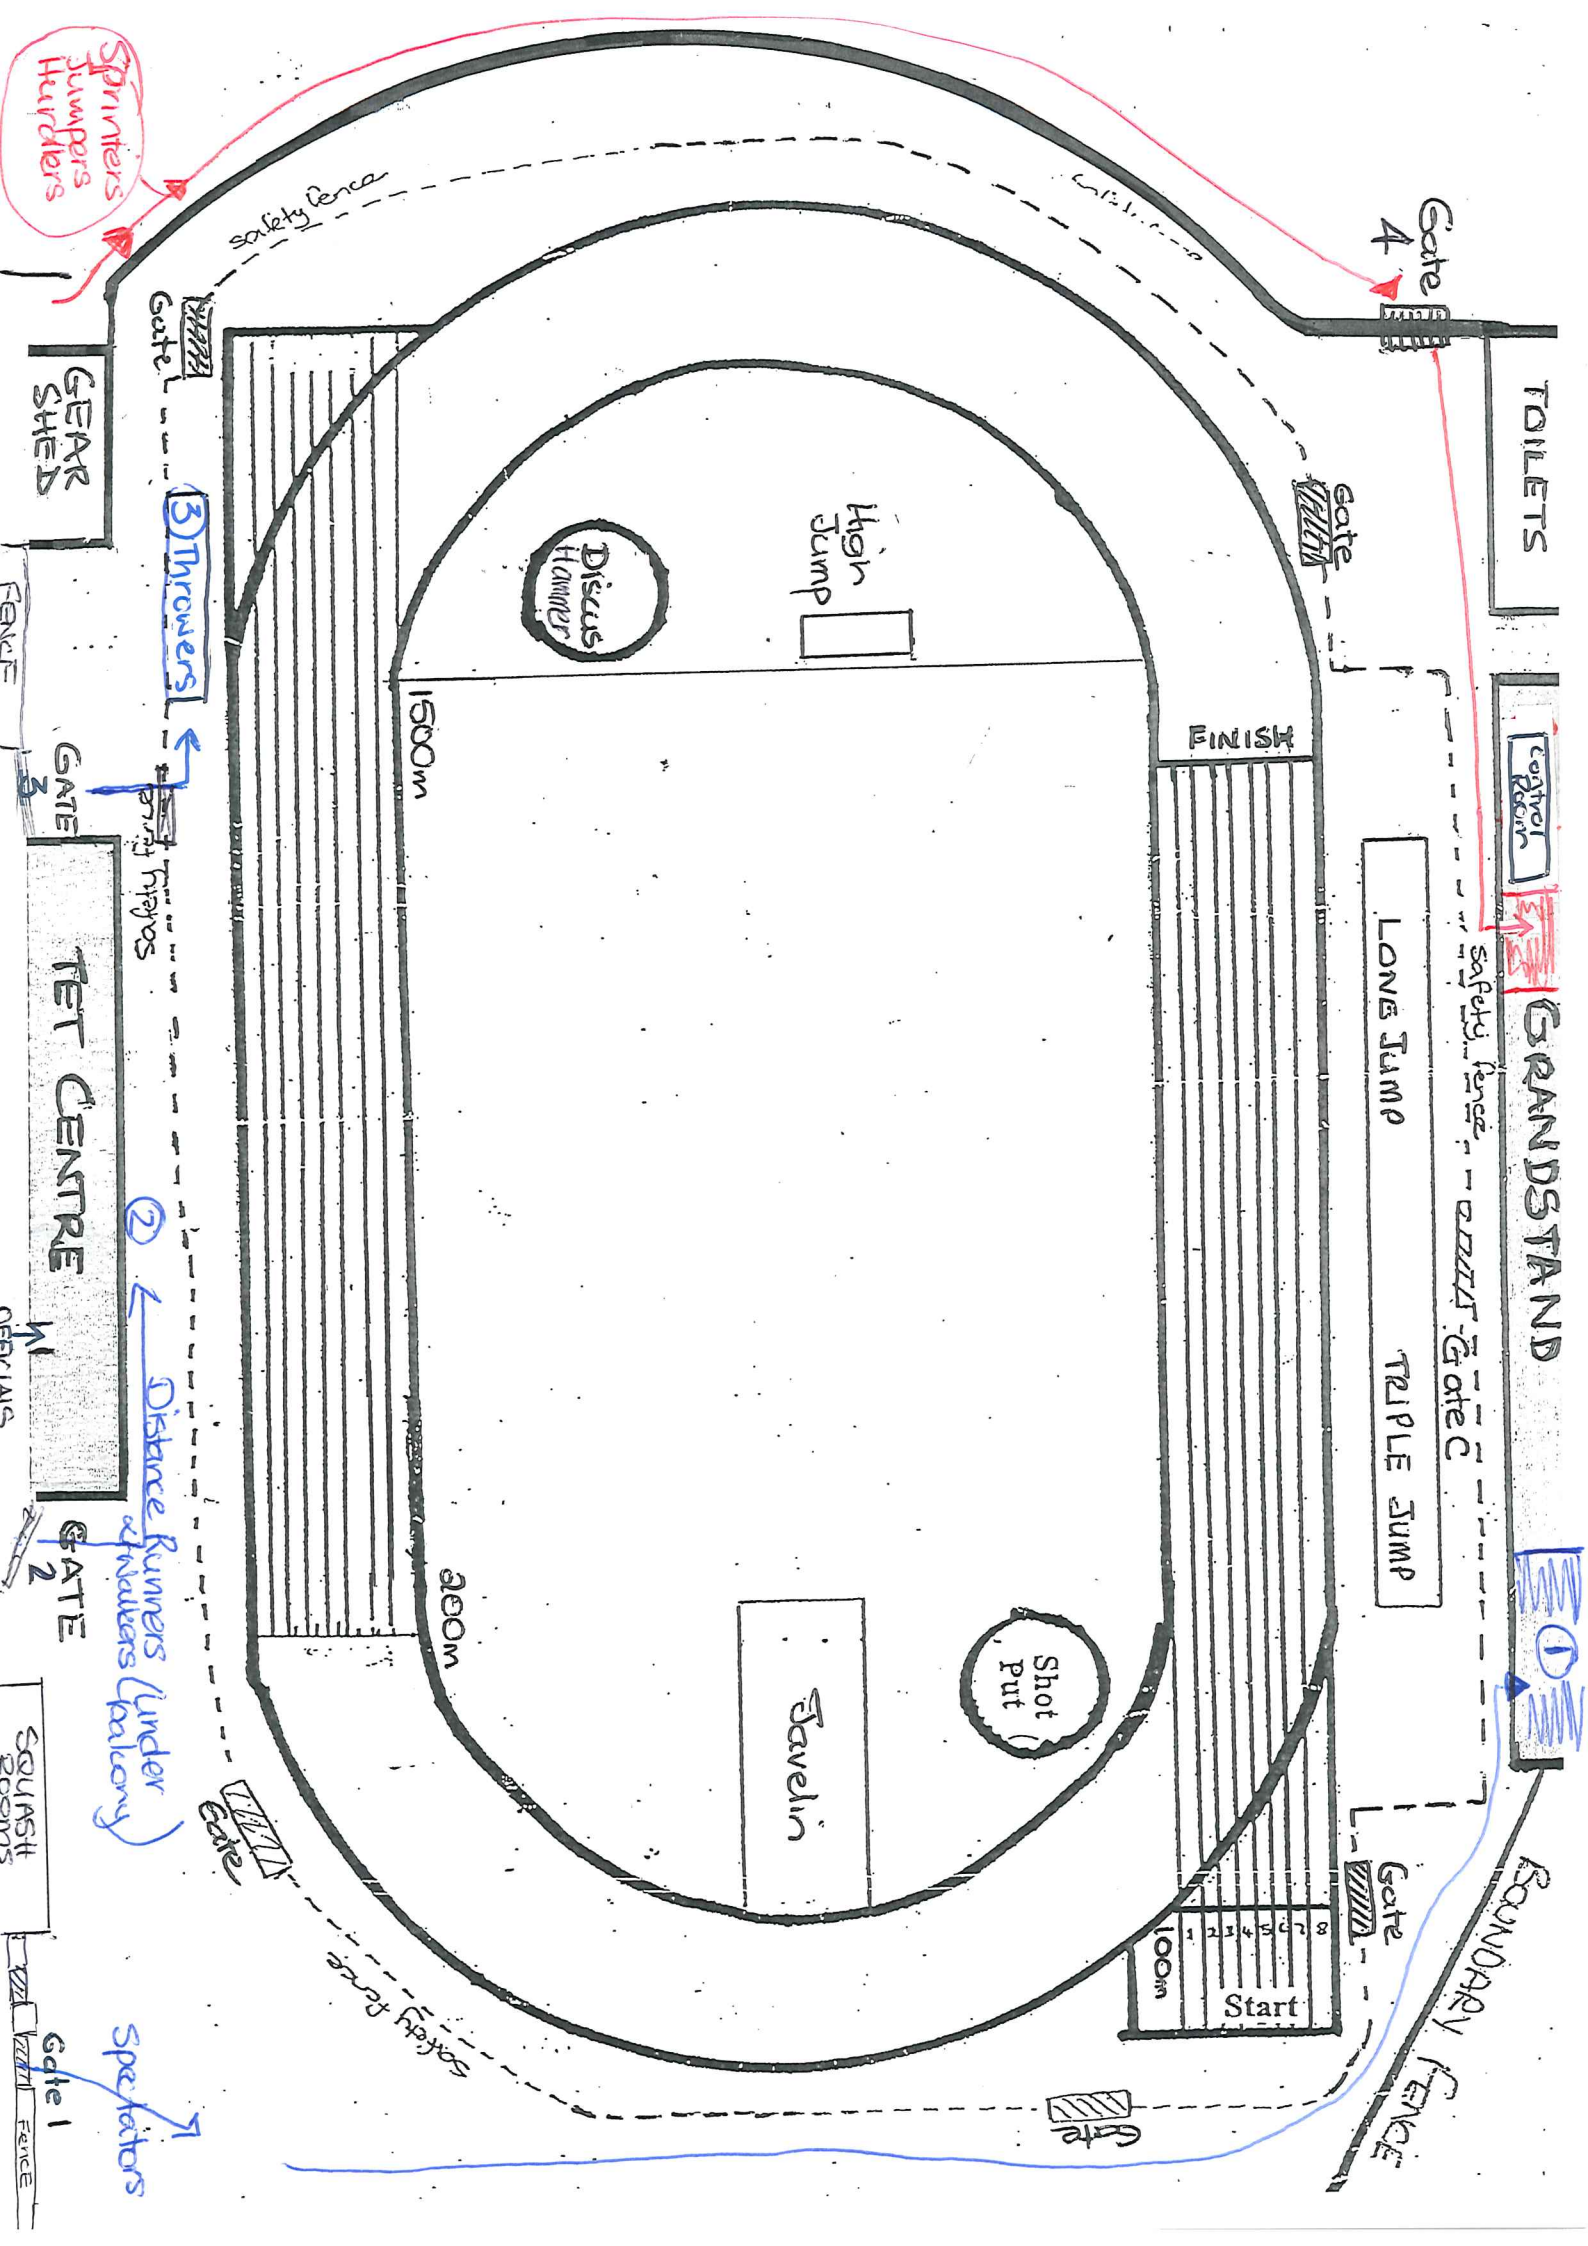 Sprinters
Jumpers
Hurdlers
safety fence
Gate
4
TOILETS
Gate
Gate
GEAR
SHED
FENCE
③ Throwers
High
Jump
Discus
Hammer
1500m
FINISH
Control
Room
GRANDSTAND
safety fence
LONG JUMP
TRIPLE JUMP
Gate C
GATE
3
safety fence
TET CENTRE
②
Distance Runners (under
balcony)
GATE
2
①
200m
Shot
Put
Javelin
Gate
Gate
BOUNDARY FENCE
1 2 3 4 5 6 7 8
100m
Start
safety fence
Gate
SQUASH
ROOMS
Spectators
Gate 1
FENCE